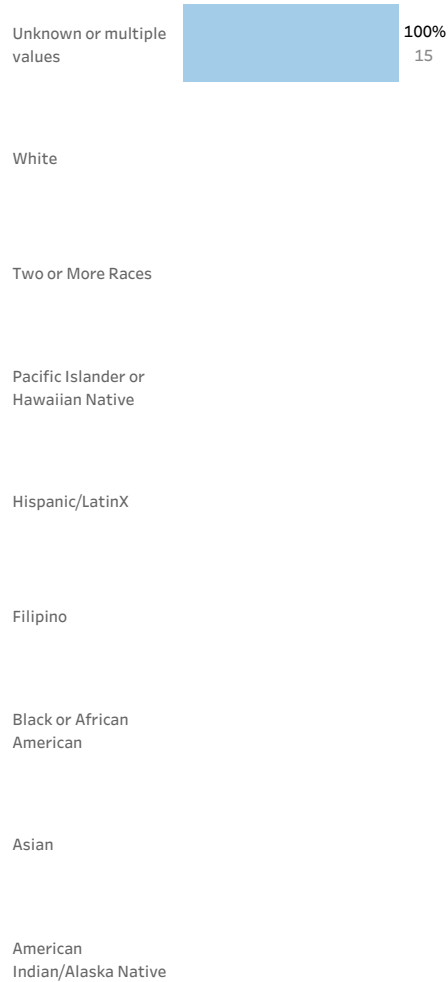 Unknown or multiple
values
100%
15
White
Two or More Races
Pacific Islander or
Hawaiian Native
Hispanic/LatinX
Filipino
Black or African
American
Asian
American
Indian/Alaska Native